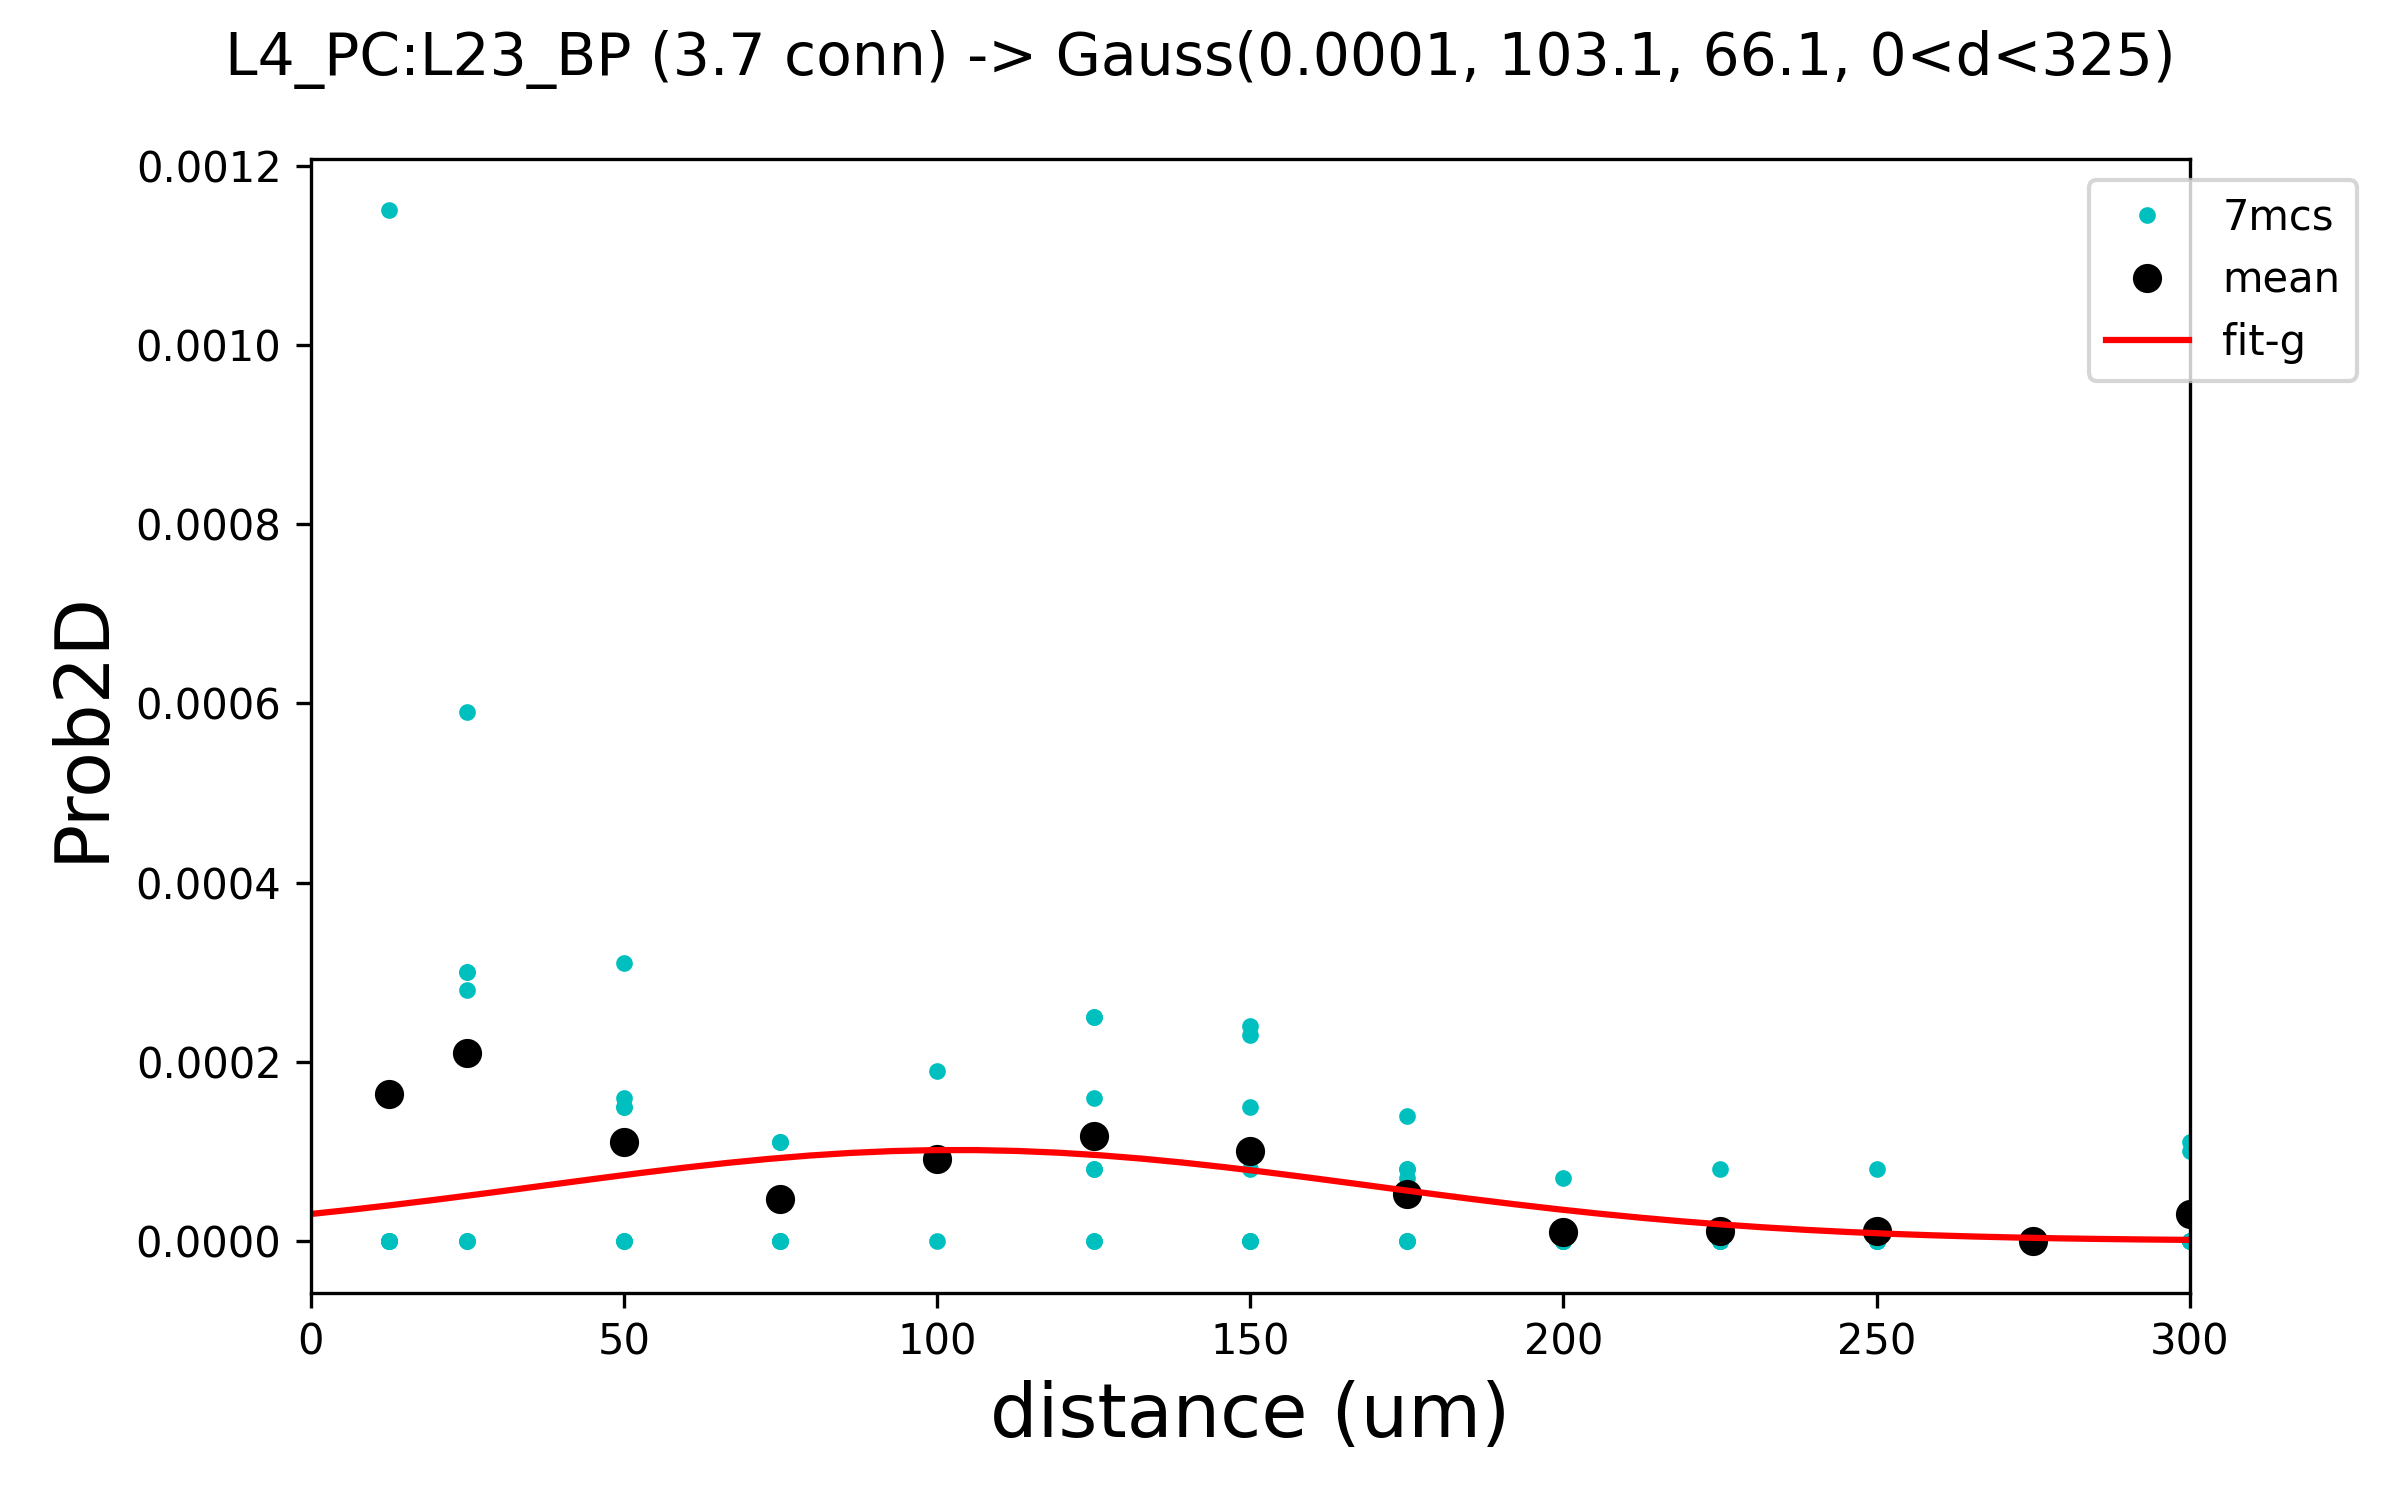 L4_PC:L23_BP (3.7 conn) -> Gauss(0.0001, 103.1, 66.1, 0<d<325)
0.0012
0.0010
0.0008
0.0006
0.0004
0.0002
0.0000
Prob2D
7mcs
mean
fit-g
0 50 100 150 200 250 300
distance (um)